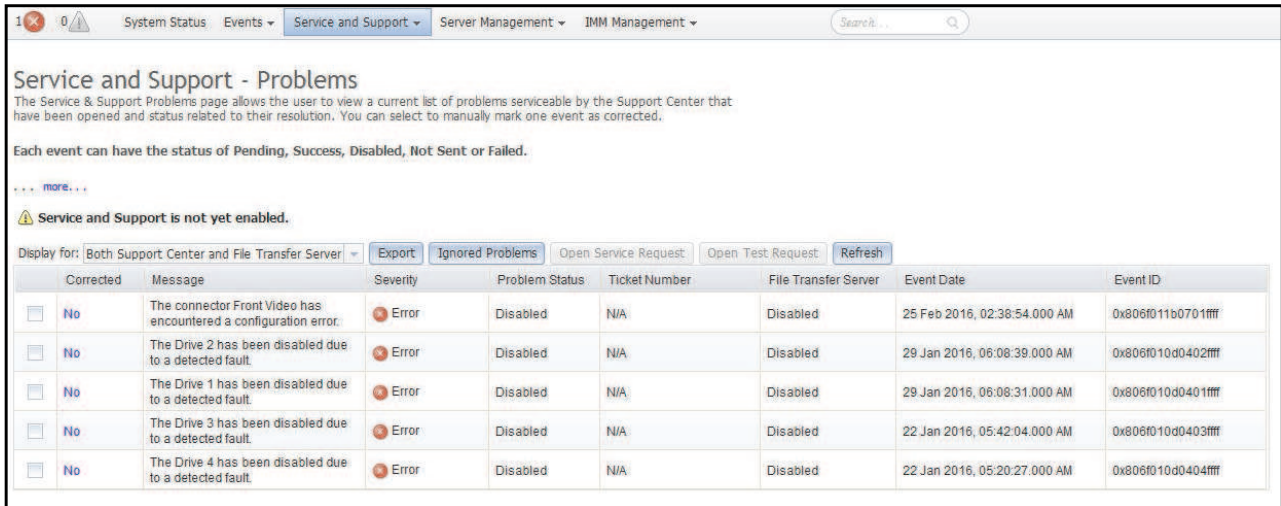 1 0 System Status Events Service and Support Server Management IMM Management Search...
Service and Support - Problems
The Service & Support Problems page allows the user to view a current list of problems serviceable by the Support Center that
have been opened and status related to their resolution. You can select to manually mark one event as corrected.
Each event can have the status of Pending, Success, Disabled, Not Sent or Failed.
... more...
Service and Support is not yet enabled.
Display for: Both Support Center and File Transfer Server Export Ignored Problems Open Service Request Open Test Request Refresh
Corrected Message Severity Problem Status Ticket Number File Transfer Server Event Date Event ID
No The connector Front Video has
encountered a configuration error. Error Disabled N/A Disabled 25 Feb 2016, 02:38:54.000 AM 0x806f011b0701ffff
No The Drive 2 has been disabled due
to a detected fault. Error Disabled N/A Disabled 29 Jan 2016, 06:08:39.000 AM 0x806f010d0402ffff
No The Drive 1 has been disabled due
to a detected fault. Error Disabled N/A Disabled 29 Jan 2016, 06:08:31.000 AM 0x806f010d0401ffff
No The Drive 3 has been disabled due
to a detected fault. Error Disabled N/A Disabled 22 Jan 2016, 05:42:04.000 AM 0x806f010d0403ffff
No The Drive 4 has been disabled due
to a detected fault. Error Disabled N/A Disabled 22 Jan 2016, 05:20:27.000 AM 0x806f010d0404ffff